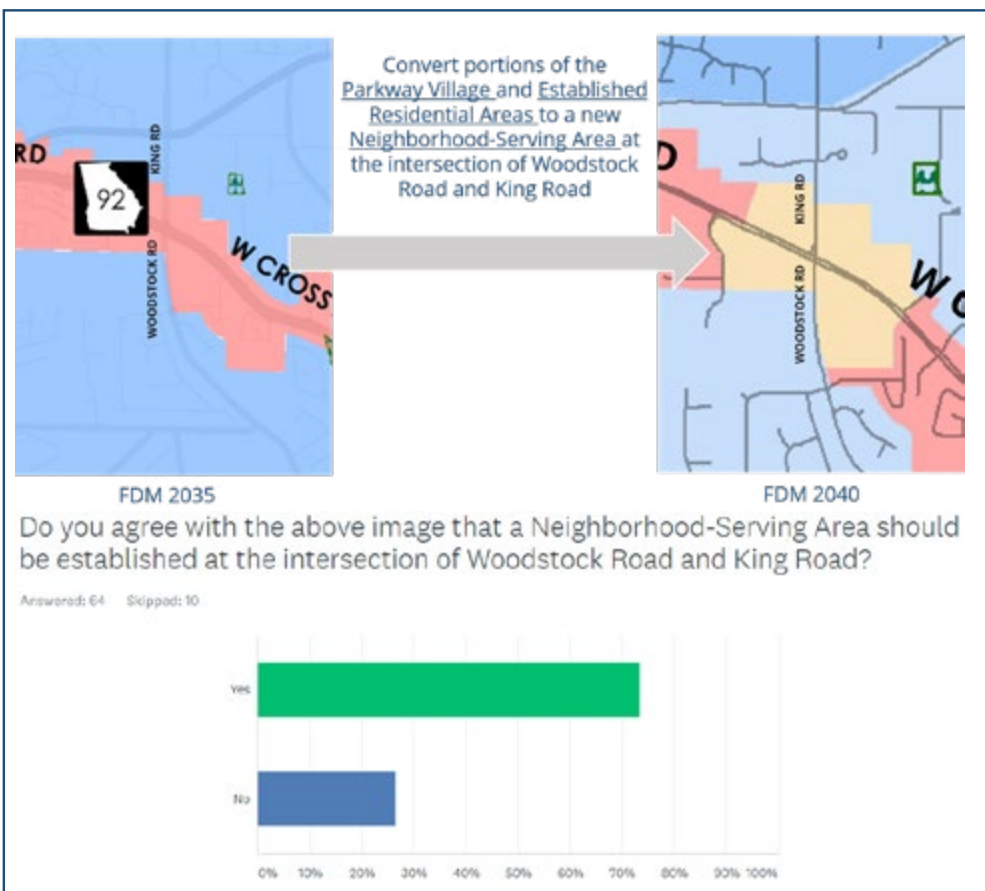 Convert portions of the
Parkway Village and Established
Residential Areas to a new
Neighborhood-Serving Area at
the intersection of Woodstock
Road and King Road
RD
92
KING RD
WOODSTOCK RD
W CROSS
D
KING RD
WOODSTOCK RD
W C
FDM 2035
FDM 2040
Do you agree with the above image that a Neighborhood-Serving Area should
be established at the intersection of Woodstock Road and King Road?
Answered: 64 Skipped: 10
Yes
No
0% 10% 20% 30% 40% 50% 60% 70% 80% 90% 100%